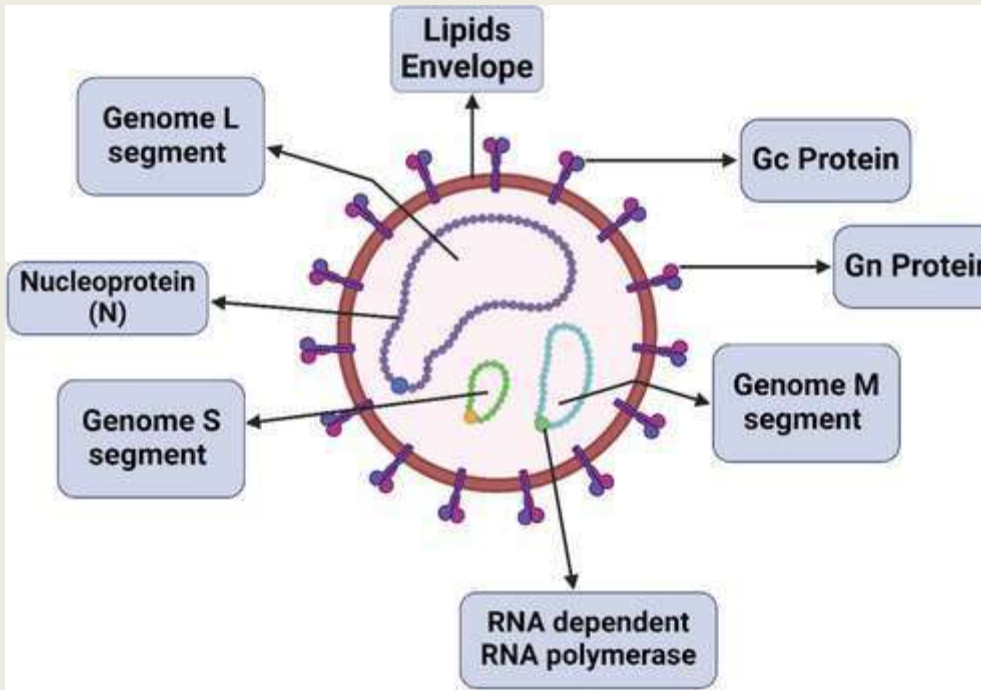 Lipids
Envelope
Genome L
segment
Gc Protein
Gn Protein
Nucleoprotein
(N)
Genome M
segment
Genome S
segment
RNA dependent
RNA polymerase